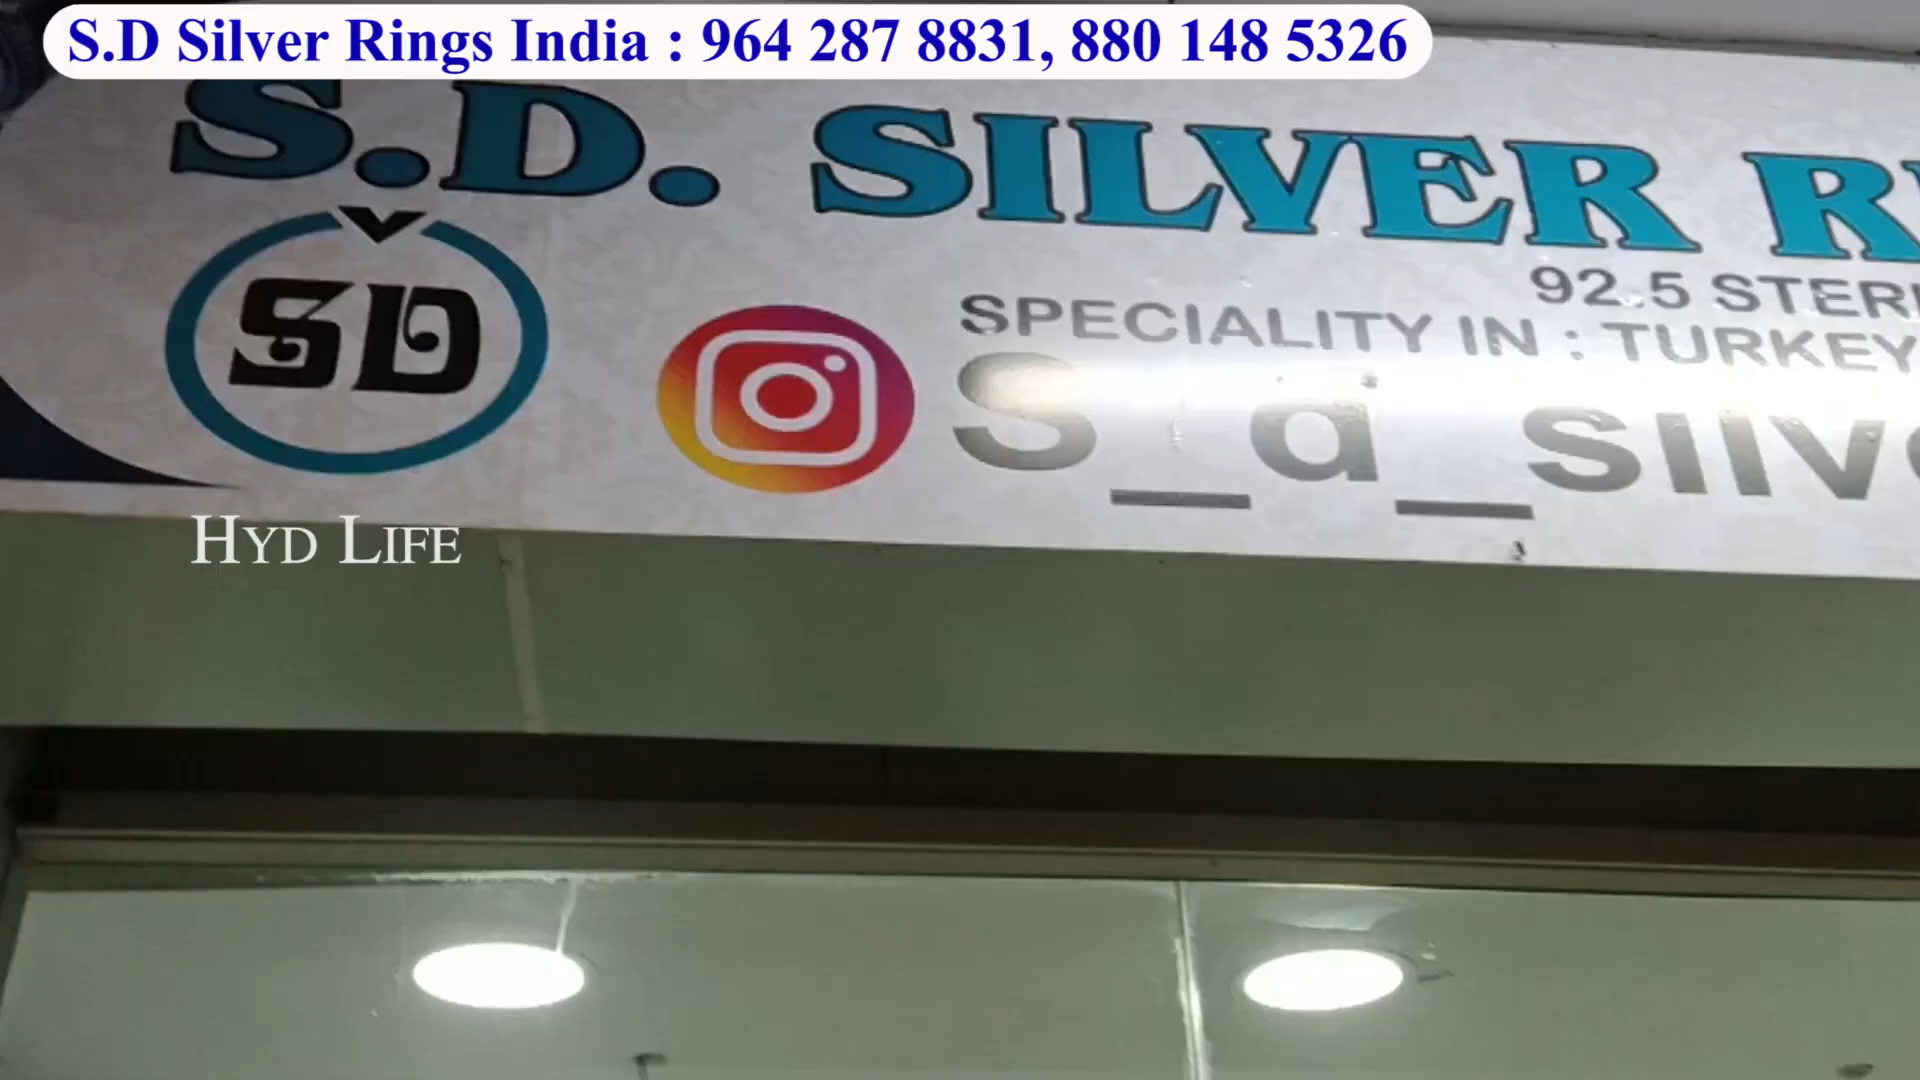 S.D Silver Rings India : 964 287 8831, 880 148 5326
S.D. SILVER
92.5
SD
SPECIALITY IN : TURKEY
S_d_silv
HYD LIFE